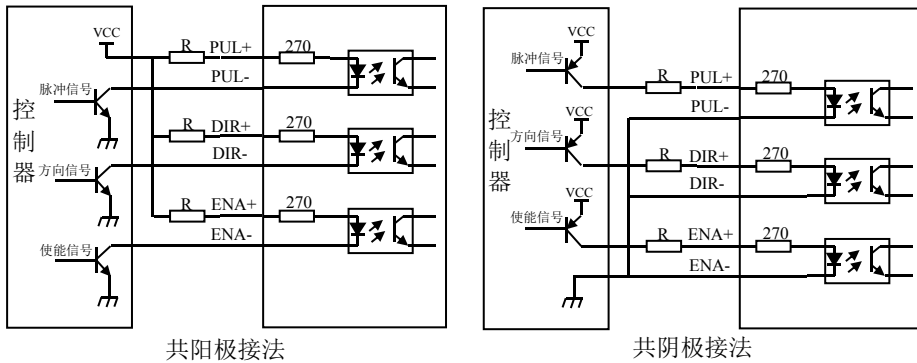 VCC
R
PUL+
270
脉冲信号
PUL-
控制器
R
DIR+
270
方向信号
DIR-
R
ENA+
270
使能信号
ENA-
共阳极接法
VCC
脉冲信号
R
PUL+
270
PUL-
控制器
VCC
方向信号
R
DIR+
270
DIR-
VCC
使能信号
R
ENA+
270
ENA-
共阴极接法